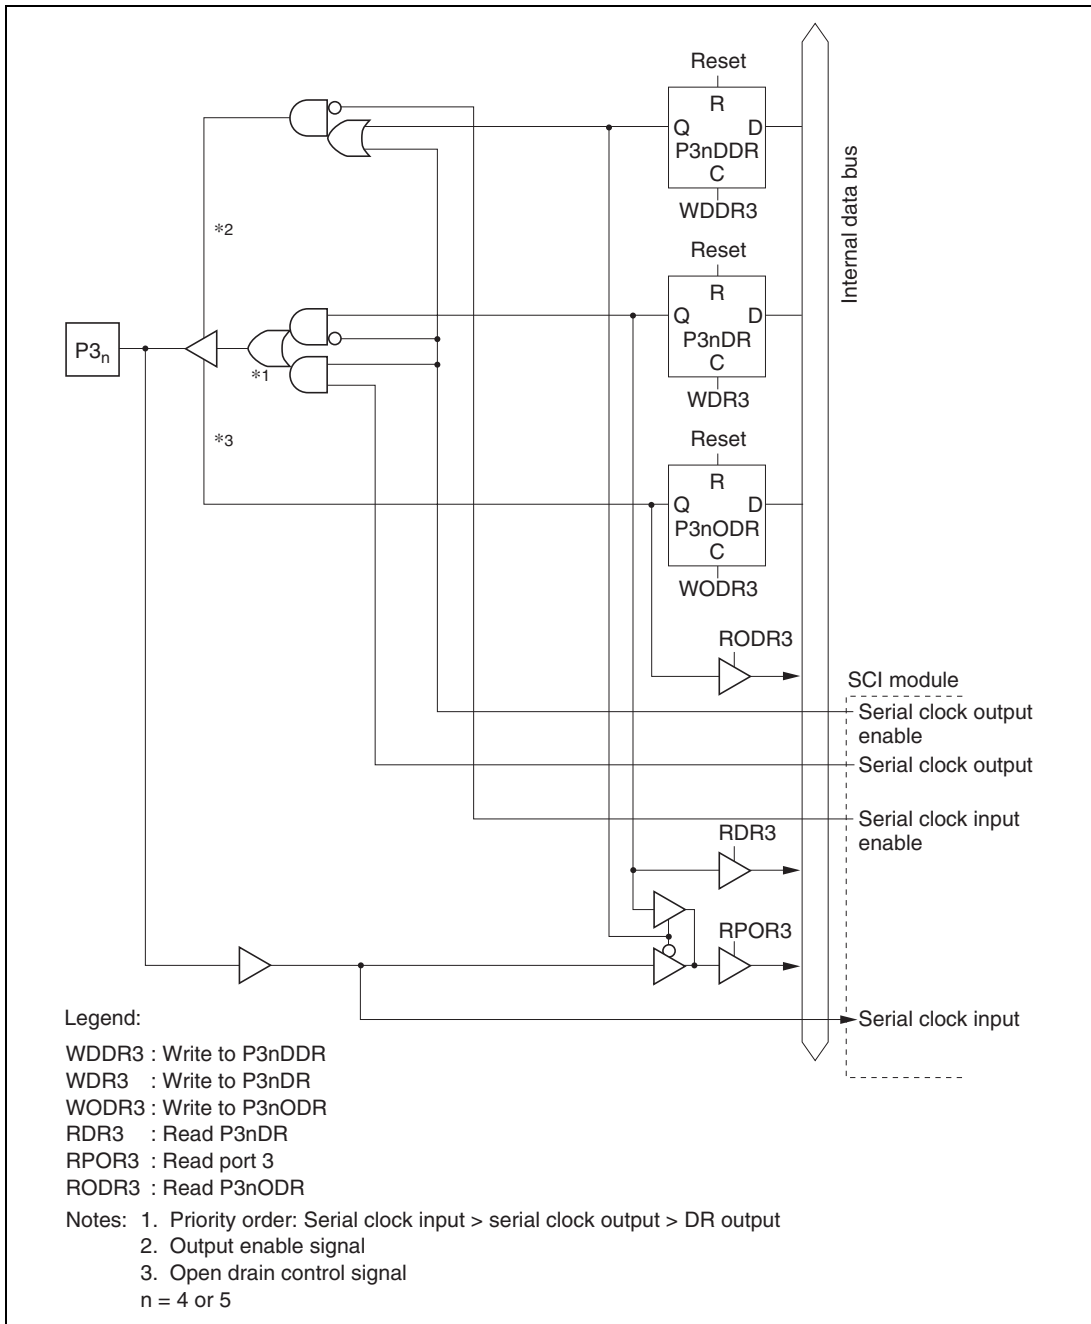 Reset
R
Q D
P3nDDR
C
WDDR3
Internal data bus
*2
Reset
R
Q D
P3nDR
C
WDR3
P3n
*1
*3
Reset
R
Q D
P3nODR
C
WODR3
RODR3
SCI module
Serial clock output
enable
Serial clock output
Serial clock input
enable
RDR3
RPOR3
Serial clock input
Legend:
WDDR3 : Write to P3nDDR
WDR3 : Write to P3nDR
WODR3 : Write to P3nODR
RDR3 : Read P3nDR
RPOR3 : Read port 3
RODR3 : Read P3nODR
Notes: 1. Priority order: Serial clock input > serial clock output > DR output
2. Output enable signal
3. Open drain control signal
n = 4 or 5